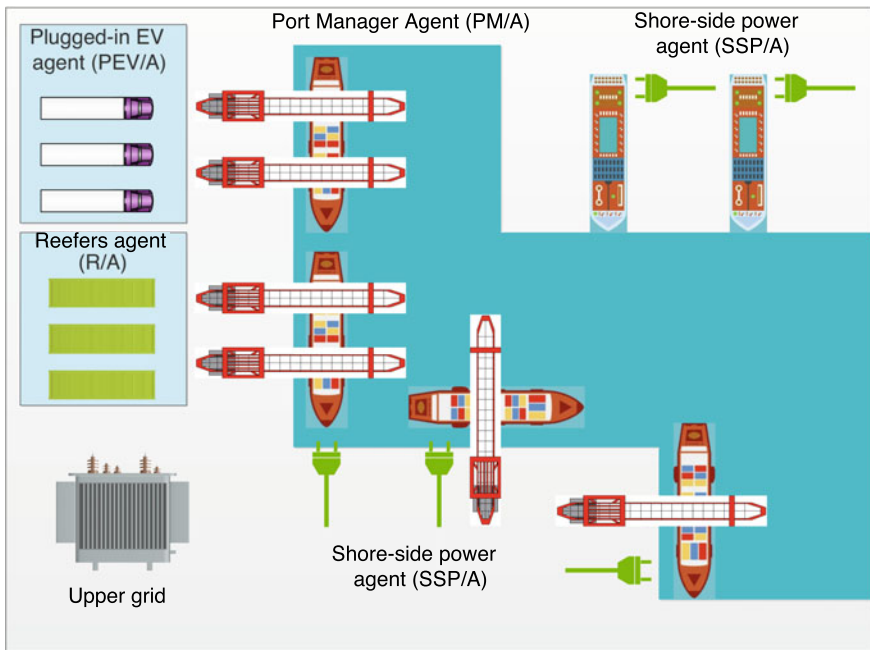 Port Manager Agent (PM/A)
Shore-side power
agent (SSP/A)
Plugged-in EV
agent (PEV/A)
Reefers agent
(R/A)
Shore-side power
agent (SSP/A)
Upper grid